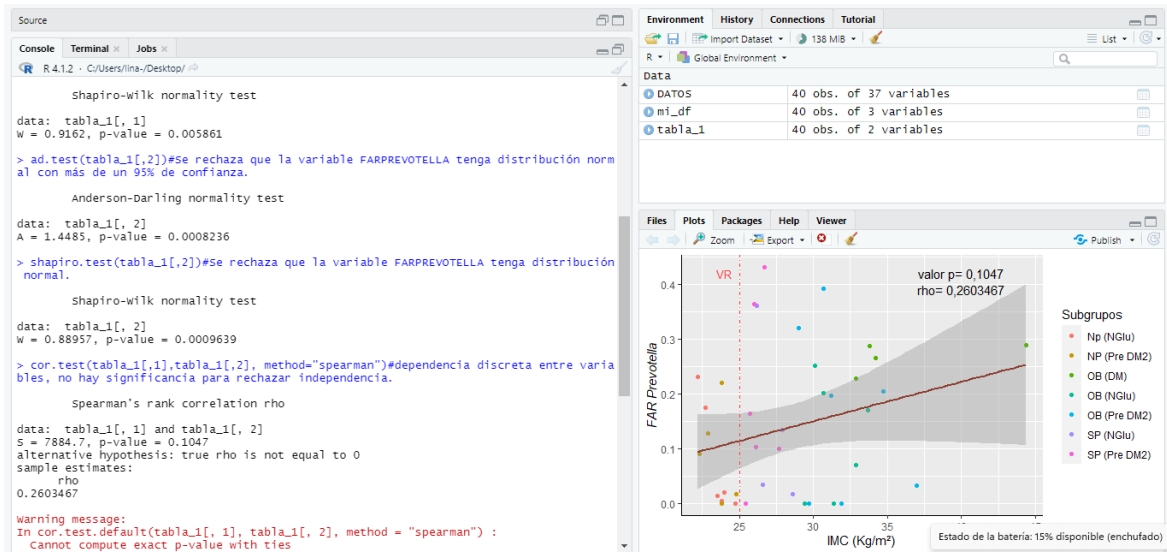 Source
Console Terminal × Jobs ×
R 4.1.2 · C:/Users/lina-/Desktop/
Shapiro-Wilk normality test
data: tabla_1[, 1]
W = 0.9162, p-value = 0.005861
> ad.test(tabla_1[,2])#Se rechaza que la variable FARPREVOTELLA tenga distribución norm
al con más de un 95% de confianza.
Anderson-Darling normality test
data: tabla_1[, 2]
A = 1.4485, p-value = 0.0008236
> shapiro.test(tabla_1[,2])#Se rechaza que la variable FARPREVOTELLA tenga distribución
normal.
Shapiro-Wilk normality test
data: tabla_1[, 2]
W = 0.88957, p-value = 0.0009639
> cor.test(tabla_1[,1],tabla_1[,2], method="spearman")#dependencia discreta entre varia
bles, no hay significancia para rechazar independencia.
Spearman's rank correlation rho
data: tabla_1[, 1] and tabla_1[, 2]
S = 7884.7, p-value = 0.1047
alternative hypothesis: true rho is not equal to 0
sample estimates:
rho
0.2603467
Warning message:
In cor.test.default(tabla_1[, 1], tabla_1[, 2], method = "spearman") :
Cannot compute exact p-value with ties
Environment History Connections Tutorial
Import Dataset 138 MiB List
R Global Environment
Data
DATOS 40 obs. of 37 variables
mi_df 40 obs. of 3 variables
tabla_1 40 obs. of 2 variables
Files Plots Packages Help Viewer
Zoom Export Publish
VR
valor p= 0,1047
rho= 0,2603467
FAR Prevotella
0.4
0.3
0.2
0.1
0.0
25 30 35
IMC (Kg/m²)
Subgrupos
Np (NGlu)
NP (Pre DM2)
OB (DM)
OB (NGlu)
OB (Pre DM2)
SP (NGlu)
SP (Pre DM2)
Estado de la batería: 15% disponible (enchufado)